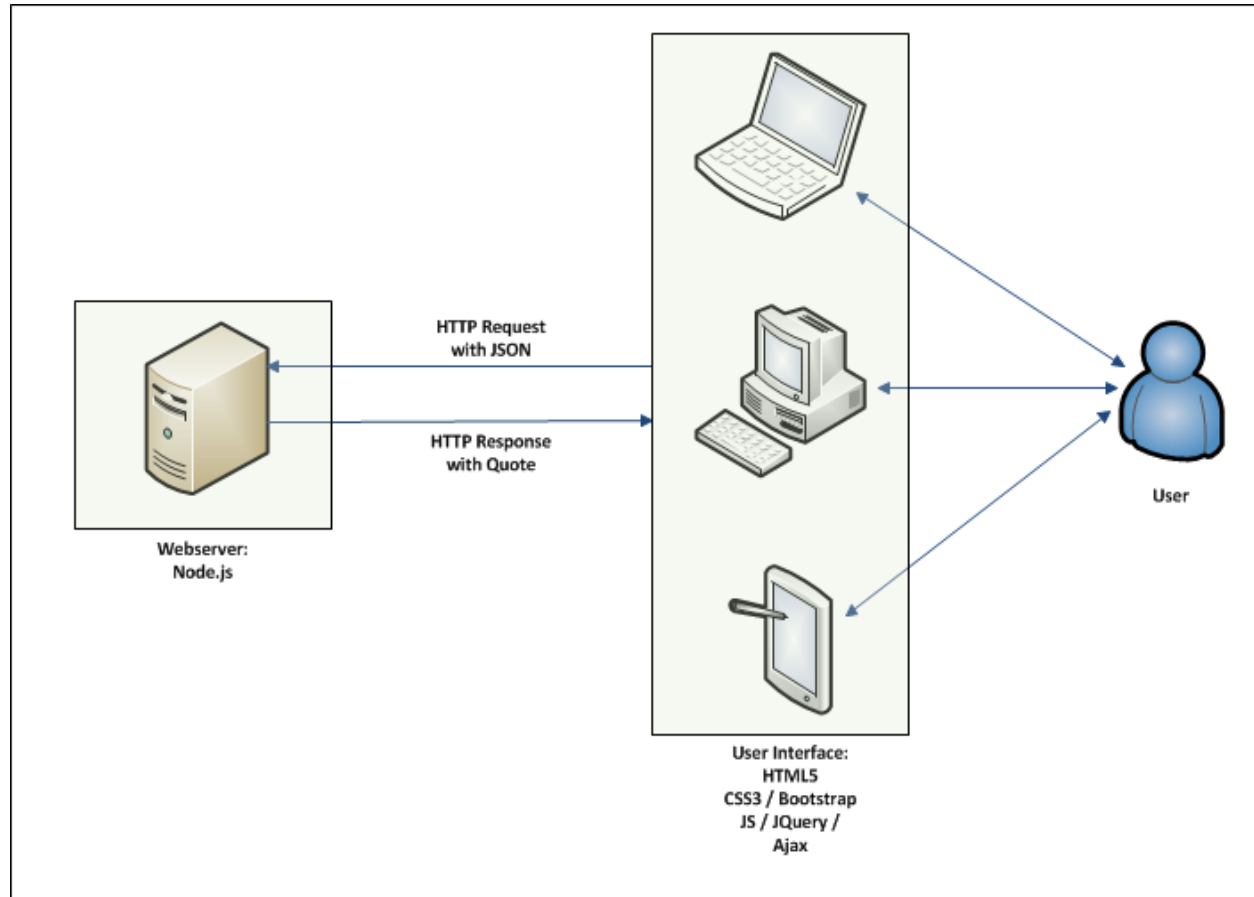 HTTP Request
with JSON
HTTP Response
with Quote
Webserver:
Node.js
User
User Interface:
HTML5
CSS3 / Bootstrap
JS / JQuery /
Ajax